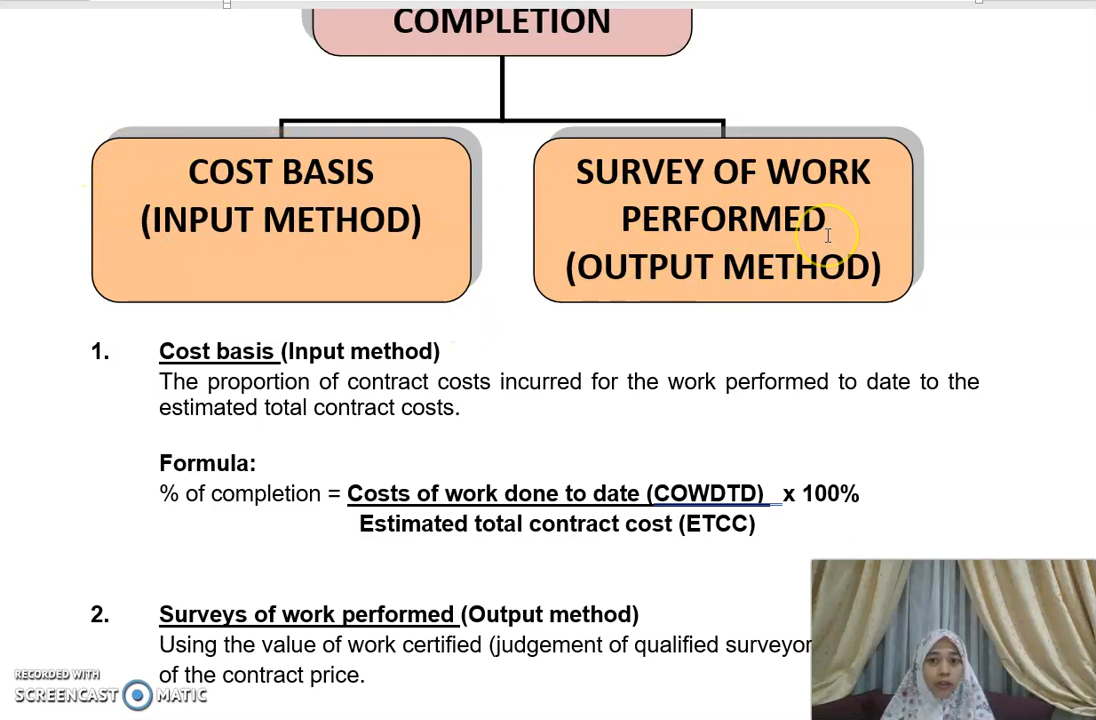 COMPLETION
COST BASIS
(INPUT METHOD)
SURVEY OF WORK
PERFORMED
(OUTPUT METHOD)
1. Cost basis (Input method)
The proportion of contract costs incurred for the work performed to date to the
estimated total contract costs.
Formula:
% of completion = Costs of work done to date (COWDTD) x 100%
Estimated total contract cost (ETCC)
2. Surveys of work performed (Output method)
Using the value of work certified (judgement of qualified surveyor
of the contract price.
RECORDED WITH
SCREENCAST MATIC